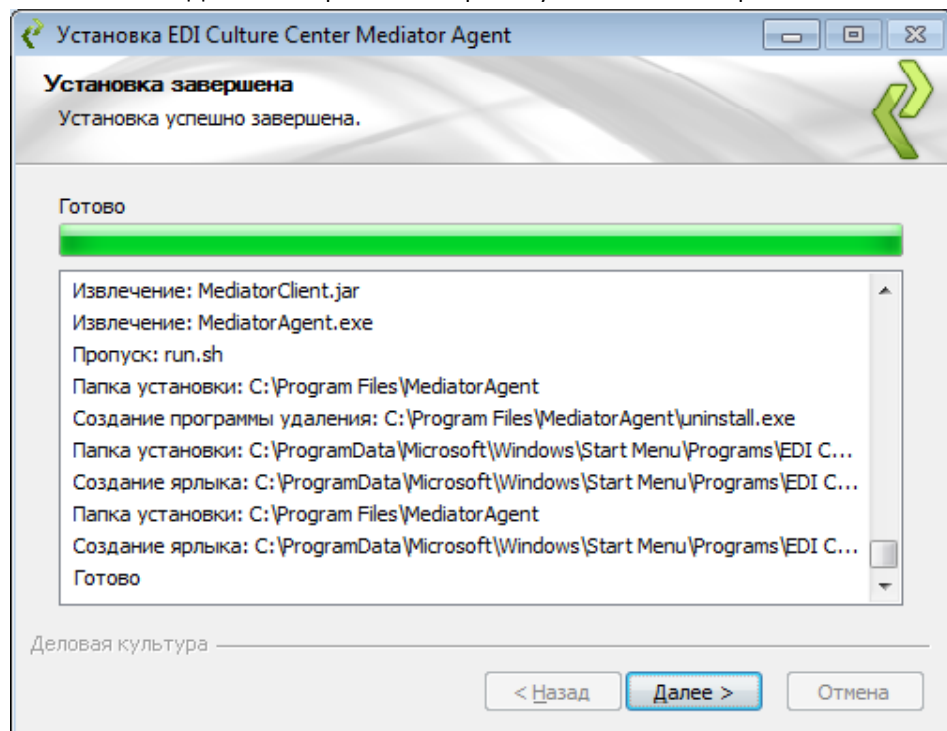 Установка EDI Culture Center Mediator Agent
Установка завершена
Установка успешно завершена.
Готово
Извлечение: MediatorClient.jar
Извлечение: MediatorAgent.exe
Пропуск: run.sh
Папка установки: C:\Program Files\MediatorAgent
Создание программы удаления: C:\Program Files\MediatorAgent\uninstall.exe
Папка установки: C:\ProgramData\Microsoft\Windows\Start Menu\Programs\EDI C...
Создание ярлыка: C:\ProgramData\Microsoft\Windows\Start Menu\Programs\EDI C...
Папка установки: C:\Program Files\MediatorAgent
Создание ярлыка: C:\ProgramData\Microsoft\Windows\Start Menu\Programs\EDI C...
Готово
Деловая культура
< Назад Далее > Отмена